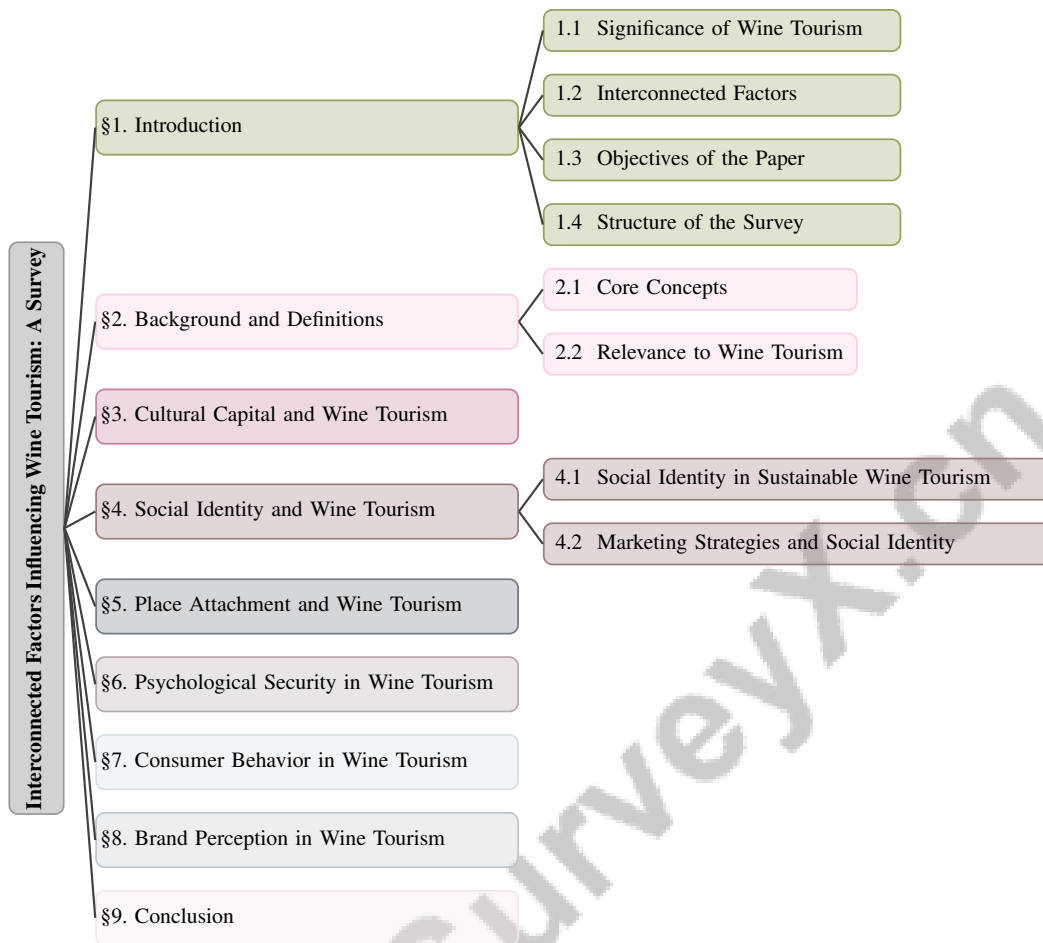 Interconnected Factors Influencing Wine Tourism: A Survey
§1. Introduction
1.1 Significance of Wine Tourism
1.2 Interconnected Factors
1.3 Objectives of the Paper
1.4 Structure of the Survey
§2. Background and Definitions
2.1 Core Concepts
2.2 Relevance to Wine Tourism
§3. Cultural Capital and Wine Tourism
§4. Social Identity and Wine Tourism
4.1 Social Identity in Sustainable Wine Tourism
4.2 Marketing Strategies and Social Identity
§5. Place Attachment and Wine Tourism
§6. Psychological Security in Wine Tourism
§7. Consumer Behavior in Wine Tourism
§8. Brand Perception in Wine Tourism
§9. Conclusion
SurveyX.cn